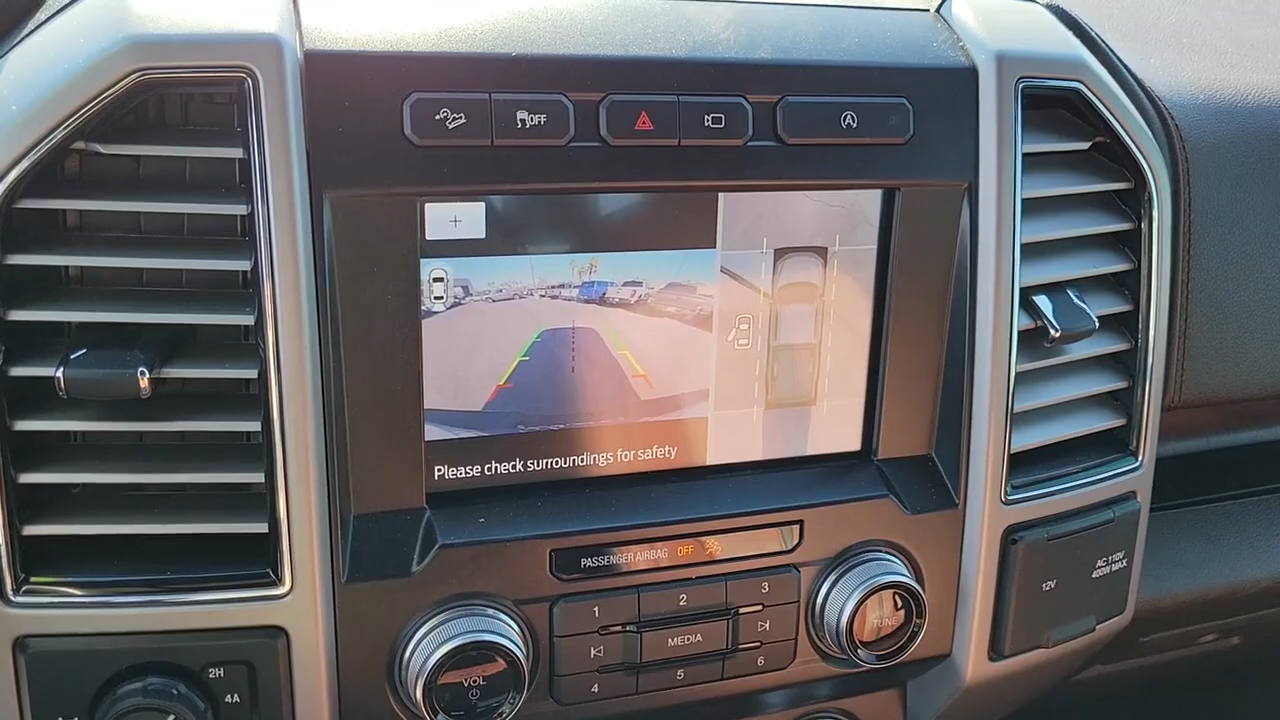 OFF
A
+
Please check surroundings for safety
PASSENGER AIRBAG OFF
1 2 3
MEDIA
4 5 6
VOL
TUNE
12V
AC 110V
400W MAX
2H
4A